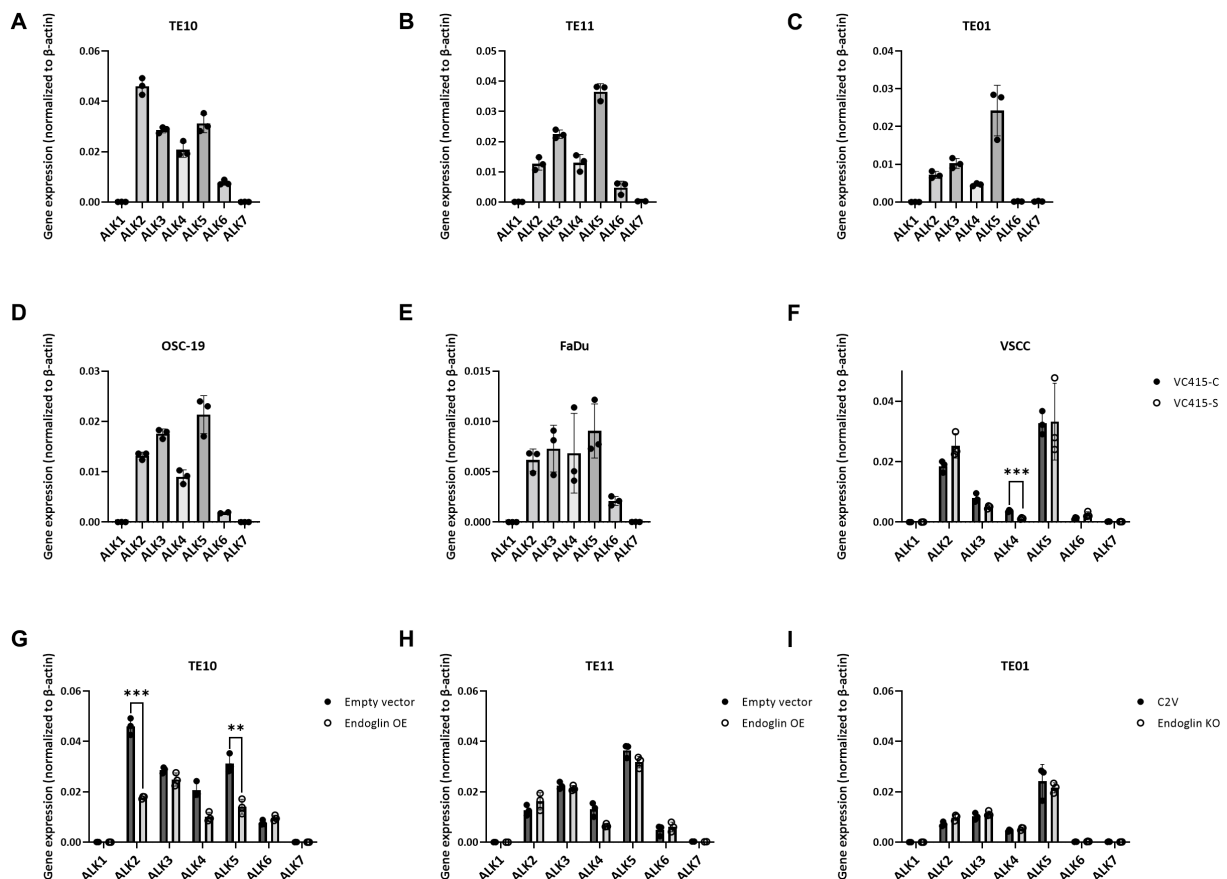 A
TE10
Gene expression (normalized to β-actin)
0.06
0.04
0.02
0.00
ALK1 ALK2 ALK3 ALK4 ALK5 ALK6 ALK7
B
TE11
Gene expression (normalized to β-actin)
0.05
0.04
0.03
0.02
0.01
0.00
ALK1 ALK2 ALK3 ALK4 ALK5 ALK6 ALK7
C
TE01
Gene expression (normalized to β-actin)
0.04
0.03
0.02
0.01
0.00
ALK1 ALK2 ALK3 ALK4 ALK5 ALK6 ALK7
D
OSC-19
Gene expression (normalized to β-actin)
0.03
0.02
0.01
0.00
ALK1 ALK2 ALK3 ALK4 ALK5 ALK6 ALK7
E
FaDu
Gene expression (normalized to β-actin)
0.015
0.010
0.005
0.000
ALK1 ALK2 ALK3 ALK4 ALK5 ALK6 ALK7
F
VSCC
Gene expression (normalized to β-actin)
0.04
0.02
0.00
***
ALK1 ALK2 ALK3 ALK4 ALK5 ALK6 ALK7
VC415-C
VC415-S
G
TE10
Gene expression (normalized to β-actin)
0.06
0.04
0.02
0.00
***
**
ALK1 ALK2 ALK3 ALK4 ALK5 ALK6 ALK7
Empty vector
Endoglin OE
H
TE11
Gene expression (normalized to β-actin)
0.06
0.04
0.02
0.00
ALK1 ALK2 ALK3 ALK4 ALK5 ALK6 ALK7
Empty vector
Endoglin OE
I
TE01
Gene expression (normalized to β-actin)
0.06
0.04
0.02
0.00
ALK1 ALK2 ALK3 ALK4 ALK5 ALK6 ALK7
C2V
Endoglin KO